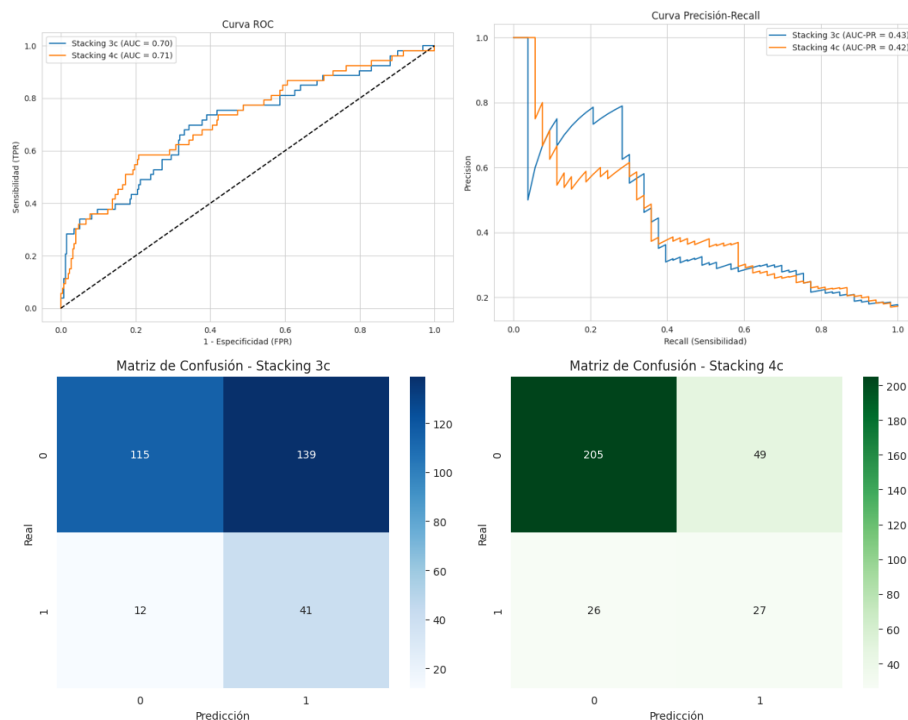 Curva ROC
Stacking 3c (AUC = 0.70)
Stacking 4c (AUC = 0.71)
1.0
0.8
0.6
0.4
0.2
0.0
Sensibilidad (TPR)
0.0 0.2 0.4 0.6 0.8 1.0
1 - Especificidad (FPR)
Curva Precisión-Recall
Stacking 3c (AUC-PR = 0.43)
Stacking 4c (AUC-PR = 0.42)
1.0
0.8
0.6
0.4
0.2
Precision
0.0 0.2 0.4 0.6 0.8 1.0
Recall (Sensibilidad)
Matriz de Confusión - Stacking 3c
0
115 139
Real
1
12 41
0 1
Predicción
120
100
80
60
40
20
Matriz de Confusión - Stacking 4c
0
205 49
Real
1
26 27
0 1
Predicción
200
180
160
140
120
100
80
60
40